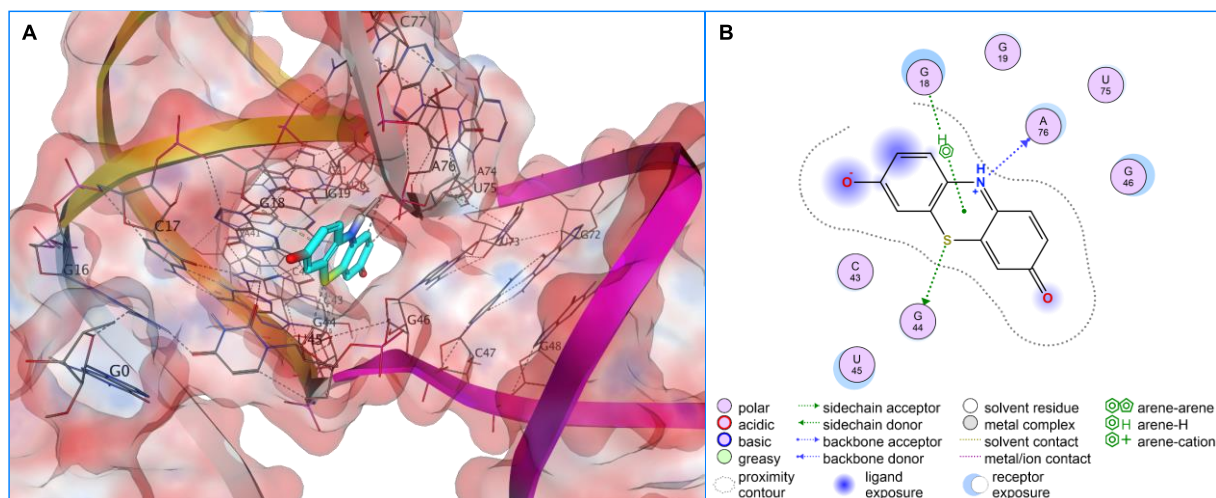 A
C77
A76
A74
U75
G11
G19
G18
C17
G16
U73
G72
G44
U45
G46
C47
G48
G0
B
G
19
G
18
U
75
A
76
G
46
H
H
N
+
O
-
S
O
C
43
G
44
U
45
polar
sidechain acceptor
solvent residue
arene-arene
acidic
sidechain donor
metal complex
H arene-H
basic
backbone acceptor
solvent contact
+ arene-cation
greasy
backbone donor
metal/ion contact
proximity
contour
ligand
exposure
receptor
exposure